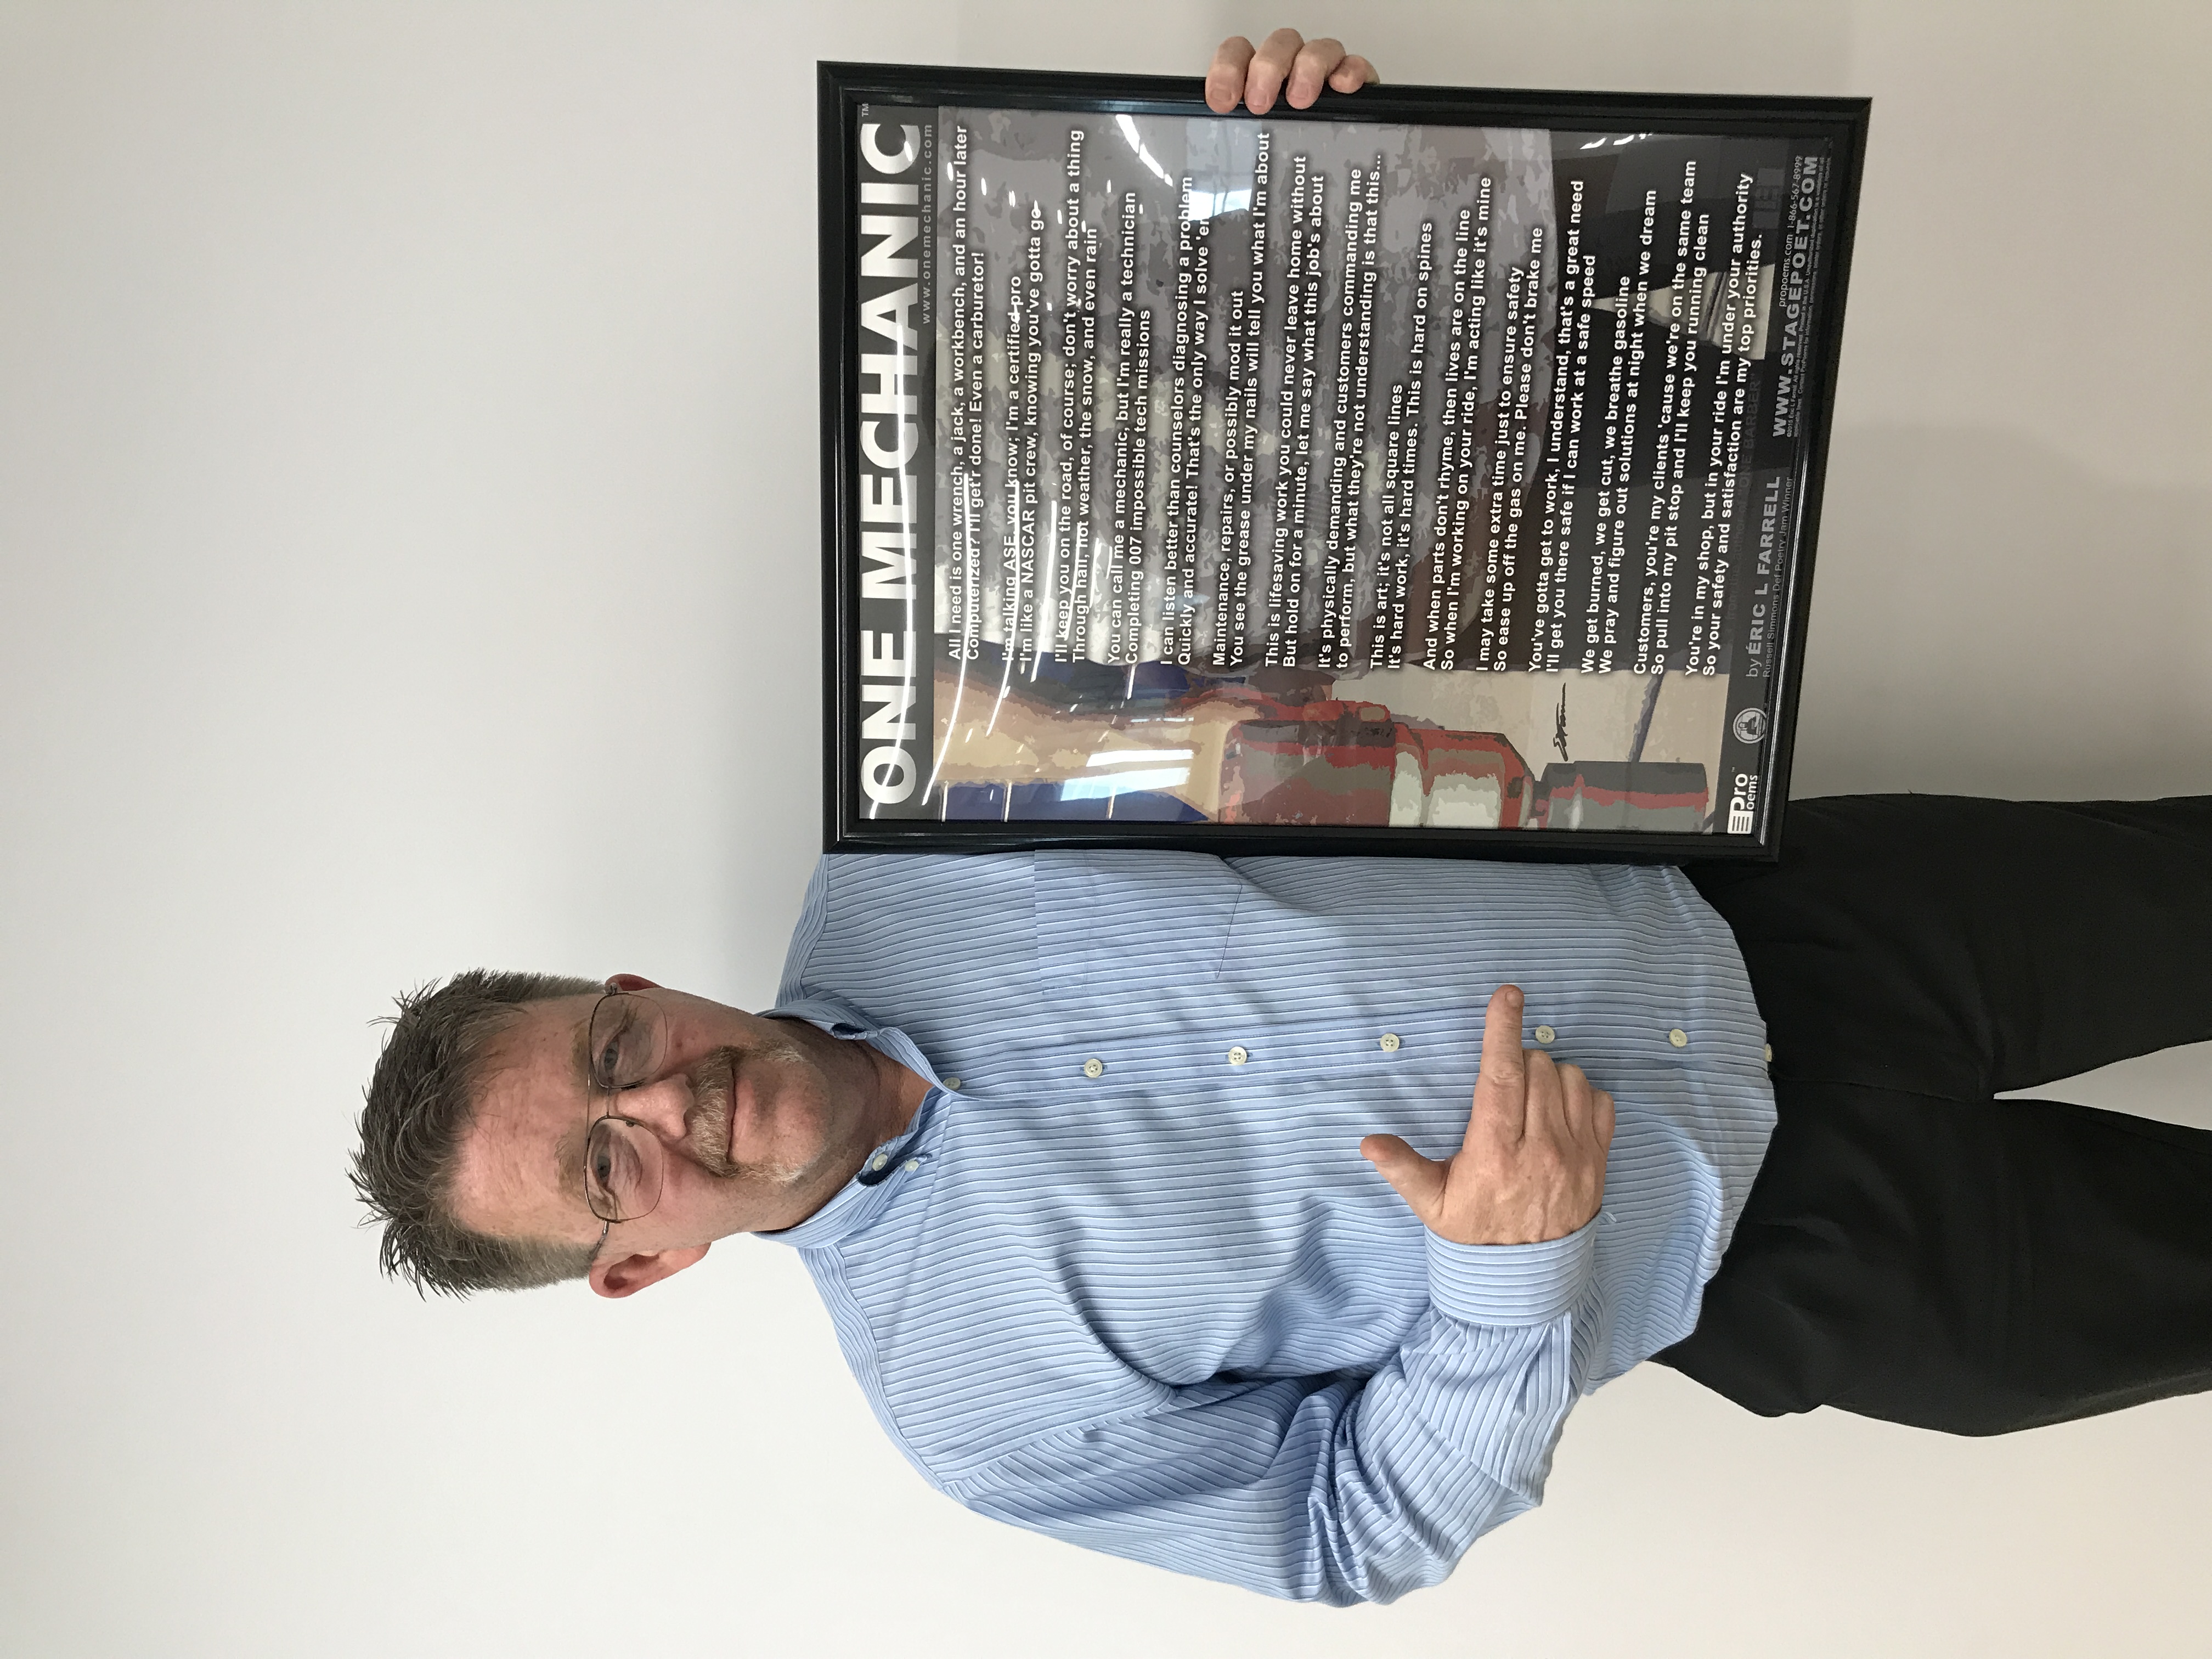 ONE MECHANIC™
www.onemechanic.com
All I need is one wrench, a jack, a workbench, and an hour later
Computerized? I'll get'r done! Even a carburetor!
I'm talking ASE, you know; I'm a certified pro
I'm like a NASCAR pit crew, knowing you've gotta go
I'll keep you on the road, of course; don't worry about a thing
Through hail, hot weather, the snow, and even rain
You can call me a mechanic, but I'm really a technician
Completing 007 impossible tech missions
I can listen better than counselors diagnosing a problem
Quickly and accurate! That's the only way I solve 'em
Maintenance, repairs, or possibly mod it out
You see the grease under my nails will tell you what I'm about
This is lifesaving work you could never leave home without
But hold on for a minute, let me say what this job's about
It's physically demanding and customers commanding me
to perform, but what they're not understanding is that this...
This is art; it's not all square lines
It's hard work, it's hard times. This is hard on spines
And when parts don't rhyme, then lives are on the line
So when I'm working on your ride, I'm acting like it's mine
I may take some extra time just to ensure safety
So ease up off the gas on me. Please don't brake me
You've gotta get to work, I understand, that's a great need
I'll get you there safe if I can work at a safe speed
We get burned, we get cut, we breathe gasoline
We pray and figure out solutions at night when we dream
Customers, you're my clients 'cause we're on the same team
So pull into my pit stop and I'll keep you running clean
You're in my shop, but in your ride I'm under your authority
So your safety and satisfaction are my top priorities.
Pro Poems™
by ERIC L FARRELL
Russell Simmons Def Poetry Jam Winner
propoems.com 1-866-567-8999
WWW.STAGEPOET.COM